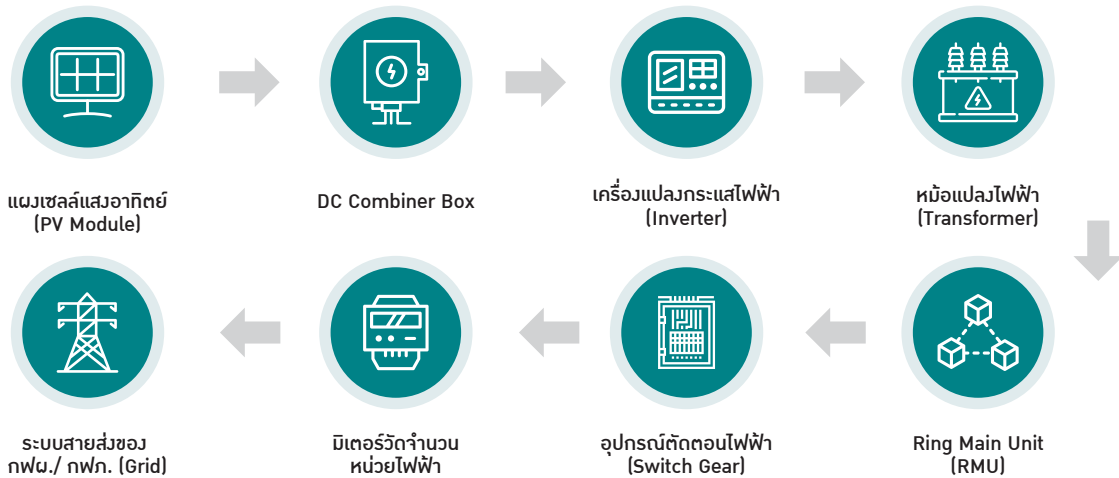 แผงเซลล์แสงอาทิตย์
(PV Module)
DC Combiner Box
เครื่องแปลงกระแสไฟฟ้า
(Inverter)
หม้อแปลงไฟฟ้า
(Transformer)
ระบบสายส่งของ
กฟผ./ กฟภ. (Grid)
มิเตอร์วัดจำนวน
หน่วยไฟฟ้า
อุปกรณ์ตัดตอนไฟฟ้า
(Switch Gear)
Ring Main Unit
(RMU)